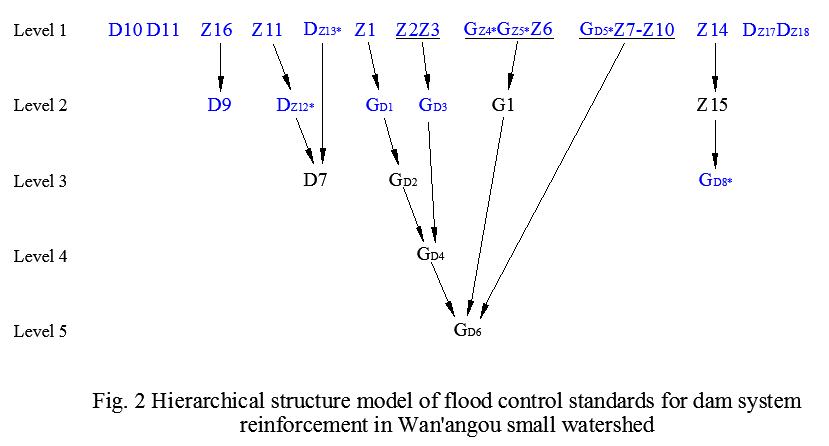 Level 1 D10 D11 Z16 Z11 DZ13* Z1 Z2Z3 GZ4*GZ5*Z6 GD5*Z7-Z10 Z14 DZ17DZ18
Level 2 D9 DZ12* GD1 GD3 G1 Z15
Level 3 D7 GD2 GD8*
Level 4 GD4
Level 5 GD6
Fig. 2 Hierarchical structure model of flood control standards for dam system
reinforcement in Wan'angou small watershed